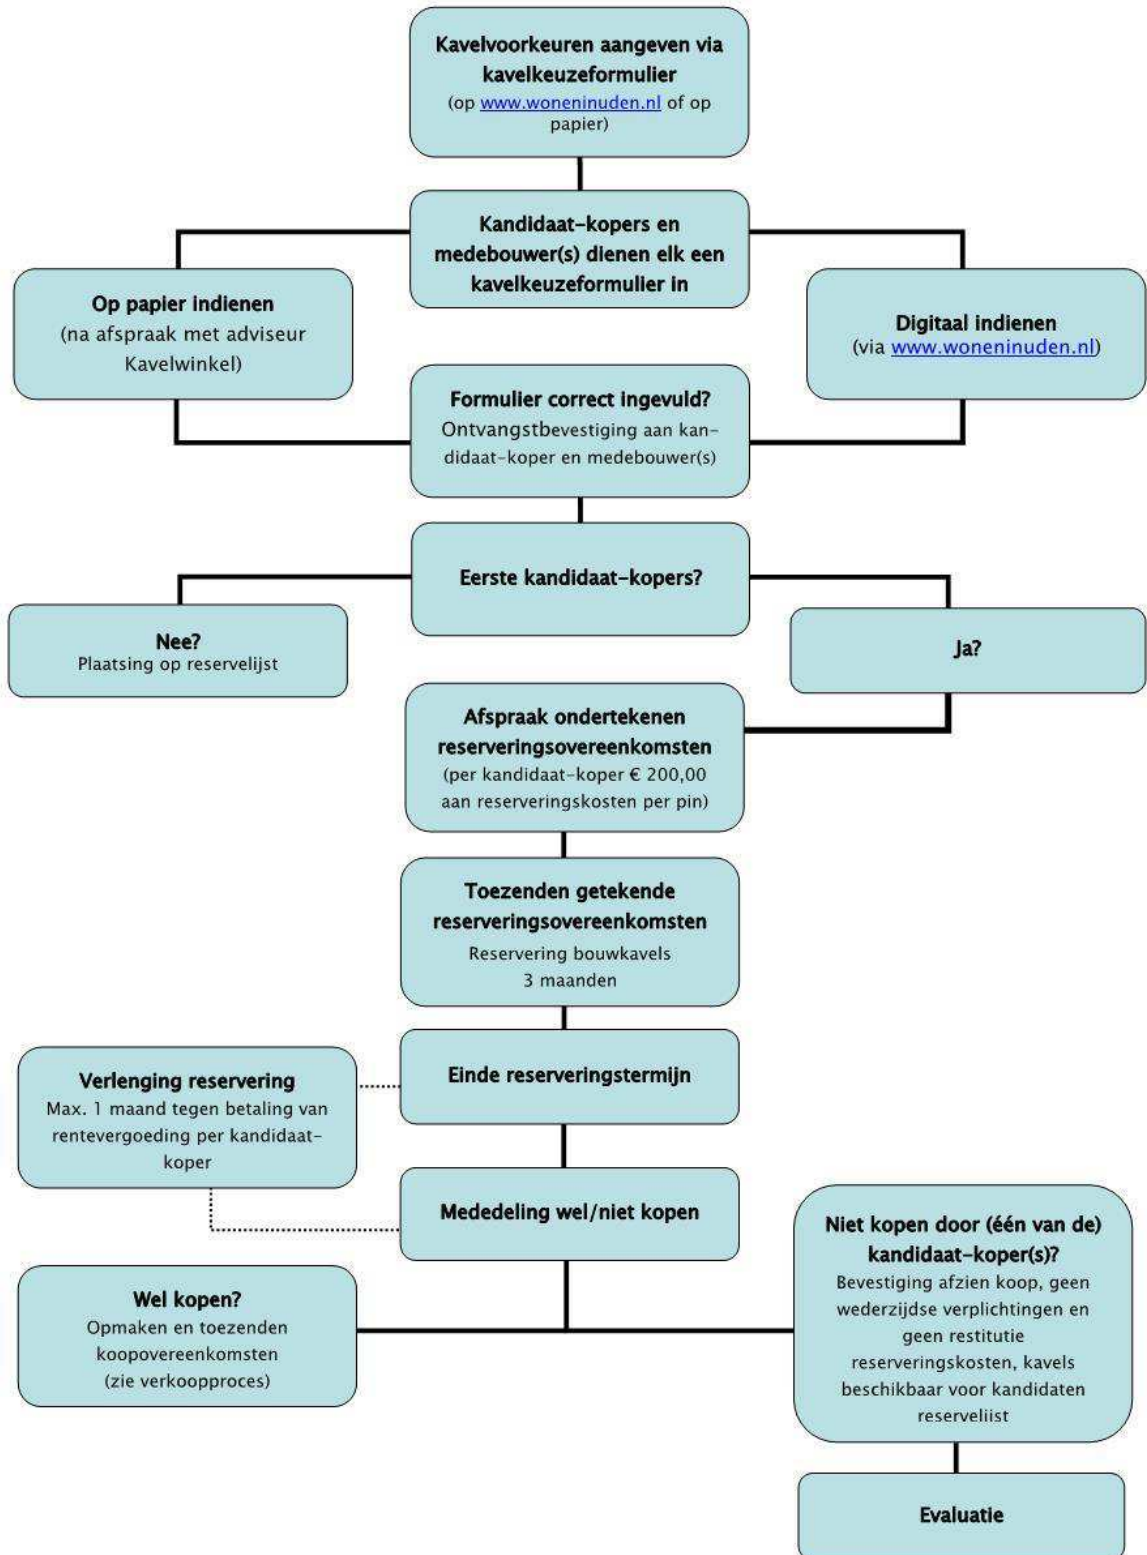 Kavelvoorkeuren aangeven via
kavelkeuzeformulier
(op www.woneninuden.nl of op
papier)
Kandidaat-kopers en
medebouwer(s) dienen elk een
kavelkeuzeformulier in
Op papier indienen
(na afspraak met adviseur
Kavelwinkel)
Digitaal indienen
(via www.woneninuden.nl)
Formulier correct ingevuld?
Ontvangstbevestiging aan kan-
didaat-koper en medebouwer(s)
Eerste kandidaat-kopers?
Nee?
Plaatsing op reservelijst
Ja?
Afspraak ondertekenen
reserveringsovereenkomsten
(per kandidaat-koper € 200,00
aan reserveringskosten per pin)
Toezenden getekende
reserveringsovereenkomsten
Reservering bouwkavels
3 maanden
Einde reserveringstermijn
Verlenging reservering
Max. 1 maand tegen betaling van
rentevergoeding per kandidaat-
koper
Mededeling wel/niet kopen
Wel kopen?
Opmaken en toezenden
koopovereenkomsten
(zie verkoopproces)
Niet kopen door (één van de)
kandidaat-koper(s)?
Bevestiging afzien koop, geen
wederzijdse verplichtingen en
geen restitutie
reserveringskosten, kavels
beschikbaar voor kandidaten
reservelijst
Evaluatie